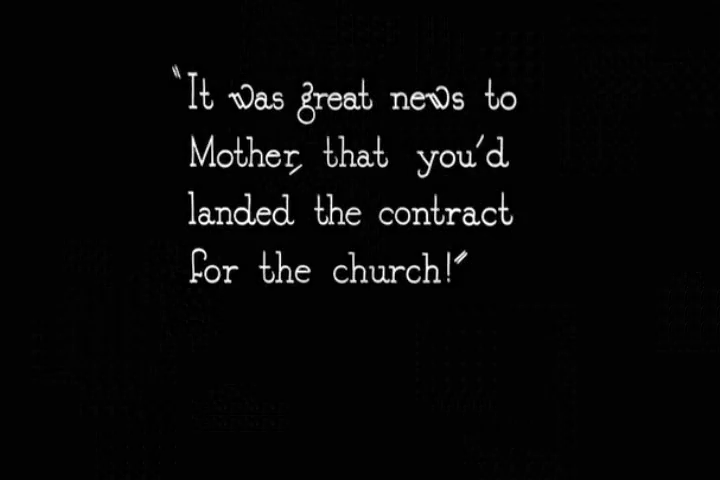 "It was great news to
Mother, that you'd
landed the contract
for the church!"